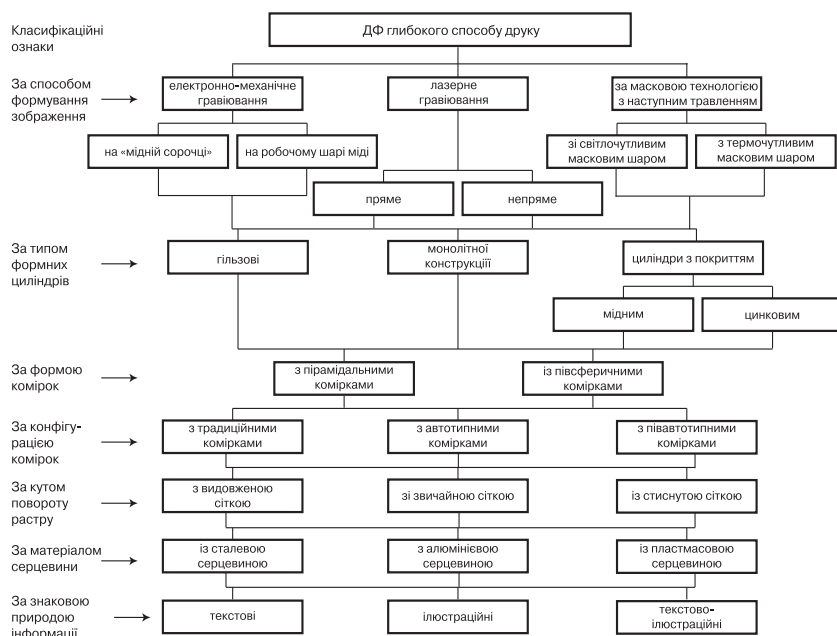 Класифікаційні
ознаки
ДФ глибокого способу друку
За способом
формування
зображення
електронно-механічне
гравіювання
лазерне
гравіювання
за масковою технологією
з наступним травленням
на «мідній сорочці»
на робочому шарі міді
зі світлочутливим
масковим шаром
з термочутливим
масковим шаром
пряме
непряме
За типом
формних
циліндрів
гільзові
монолітної
конструкціії
циліндри з покриттям
мідним
цинковим
За формою
комірок
з пірамідальними
комірками
із півсферичними
комірками
За конфігу-
рацією
комірок
з традиційними
комірками
з автотипними
комірками
з півавтотипними
комірками
За кутом
повороту
растру
з видовженою
сіткою
зі звичайною сіткою
із стиснутою сіткою
За матеріалом
серцевини
із сталевою
серцевиною
з алюмінієвою
серцевиною
із пластмасовою
серцевиною
За знаковою
природою
інформації
текстові
ілюстраційні
текстово-
ілюстраційні